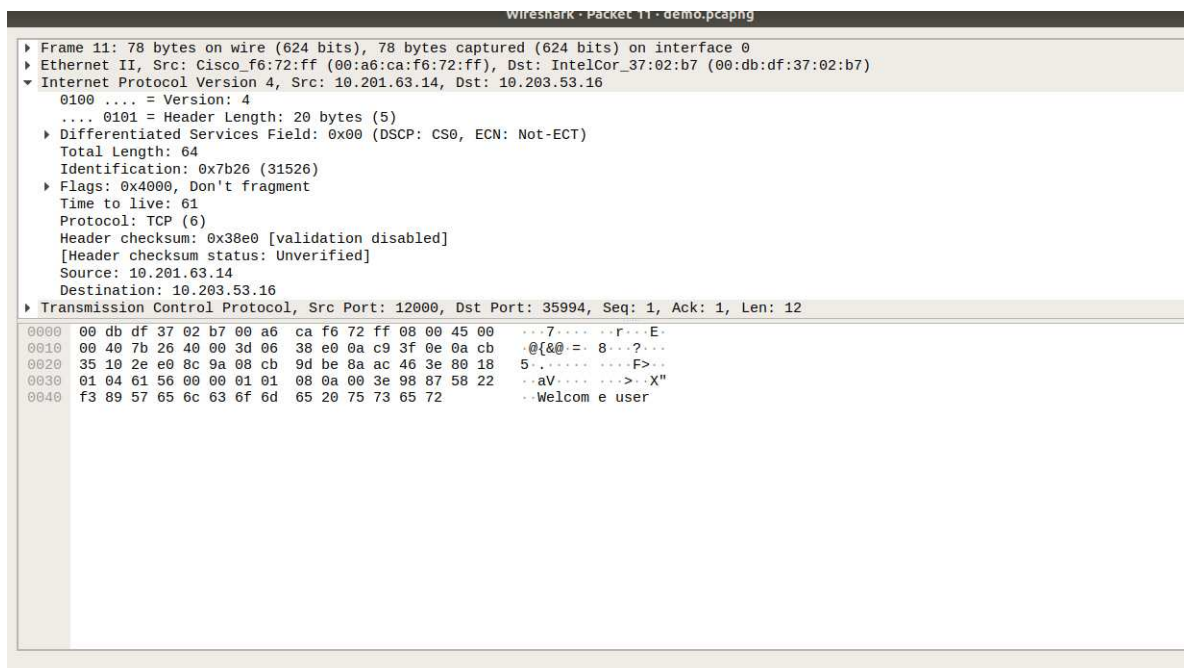 Wireshark · Packet 11 · demo.pcapng
Frame 11: 78 bytes on wire (624 bits), 78 bytes captured (624 bits) on interface 0
Ethernet II, Src: Cisco_f6:72:ff (00:a6:ca:f6:72:ff), Dst: IntelCor_37:02:b7 (00:db:df:37:02:b7)
Internet Protocol Version 4, Src: 10.201.63.14, Dst: 10.203.53.16
0100 .... = Version: 4
.... 0101 = Header Length: 20 bytes (5)
Differentiated Services Field: 0x00 (DSCP: CS0, ECN: Not-ECT)
Total Length: 64
Identification: 0x7b26 (31526)
Flags: 0x4000, Don't fragment
Time to live: 61
Protocol: TCP (6)
Header checksum: 0x38e0 [validation disabled]
[Header checksum status: Unverified]
Source: 10.201.63.14
Destination: 10.203.53.16
Transmission Control Protocol, Src Port: 12000, Dst Port: 35994, Seq: 1, Ack: 1, Len: 12
0000 00 db df 37 02 b7 00 a6 ca f6 72 ff 08 00 45 00 ···7···· ··r···E·
0010 00 40 7b 26 40 00 3d 06 38 e0 0a c9 3f 0e 0a cb ·@{&@·=· 8···?···
0020 35 10 2e e0 8c 9a 08 cb 9d be 8a ac 46 3e 80 18 5·.····· ····F>··
0030 01 04 61 56 00 00 01 01 08 0a 00 3e 98 87 58 22 ··aV···· ···>··X"
0040 f3 89 57 65 6c 63 6f 6d 65 20 75 73 65 72 ··Welcom e user